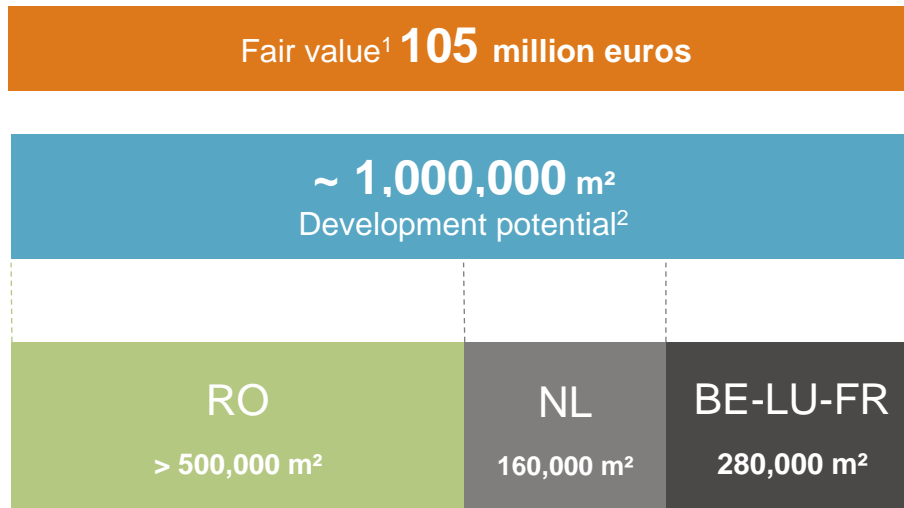 Fair value¹ 105 million euros
~ 1,000,000 m²
Development potential²
RO
> 500,000 m²
NL
160,000 m²
BE-LU-FR
280,000 m²